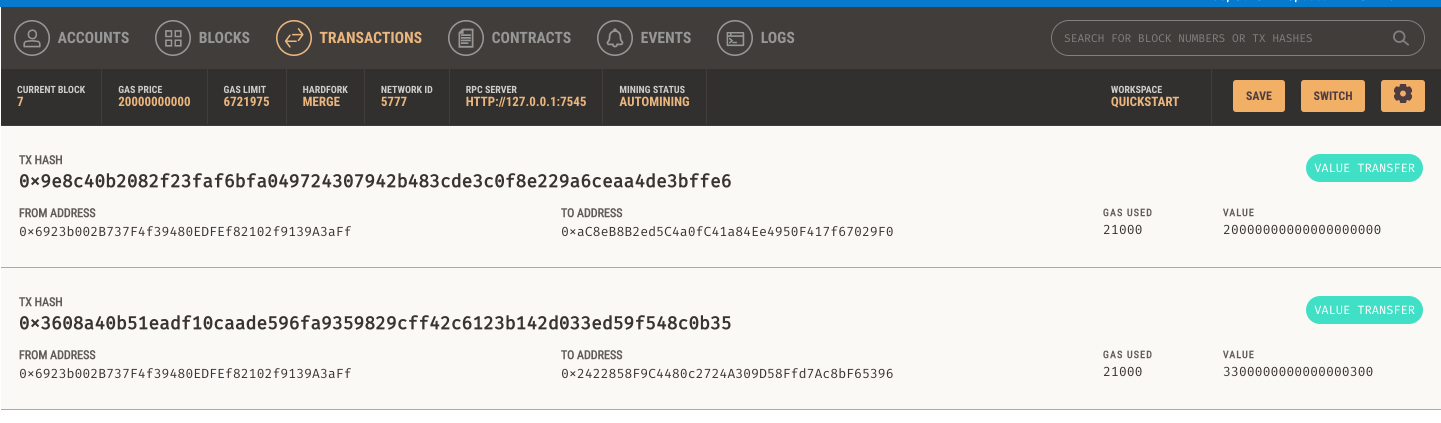 ACCOUNTS BLOCKS TRANSACTIONS CONTRACTS EVENTS LOGS SEARCH FOR BLOCK NUMBERS OR TX HASHES
CURRENT BLOCK GAS PRICE GAS LIMIT HARDFORK NETWORK ID RPC SERVER MINING STATUS WORKSPACE
7 20000000000 6721975 MERGE 5777 HTTP://127.0.0.1:7545 AUTOMINING QUICKSTART SAVE SWITCH
TX HASH
0×9e8c40b2082f23faf6bfa049724307942b483cde3c0f8e229a6ceaa4de3bffe6 VALUE TRANSFER
FROM ADDRESS TO ADDRESS GAS USED VALUE
0×6923b002B737F4f39480EDFEf82102f9139A3aFf 0×aC8eB8B2ed5C4a0fC41a84Ee4950F417f67029F0 21000 20000000000000000000
TX HASH
0×3608a40b51eadf10caade596fa9359829cff42c6123b142d033ed59f548c0b35 VALUE TRANSFER
FROM ADDRESS TO ADDRESS GAS USED VALUE
0×6923b002B737F4f39480EDFEf82102f9139A3aFf 0×2422858F9C4480c2724A309D58Ffd7Ac8bF65396 21000 3300000000000000300